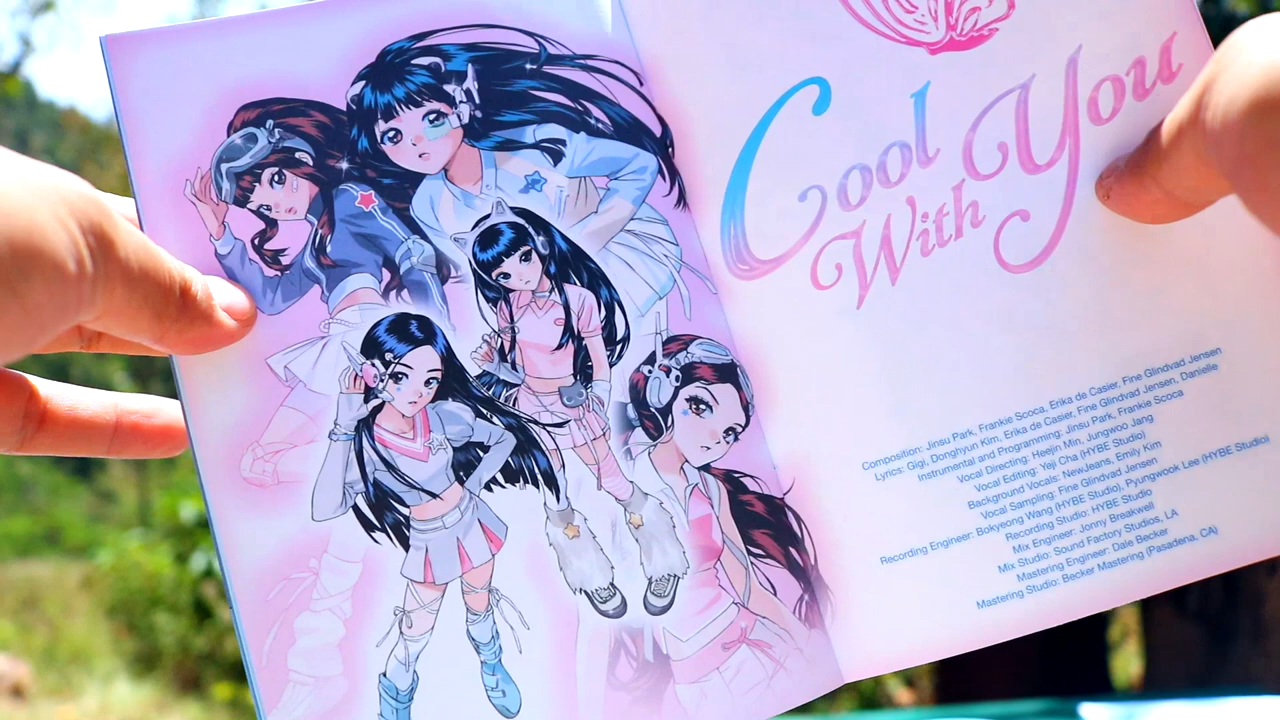 Cool
With You
Composition: Jinsu Park, Frankie Scoca, Erika de Casier, Fine Glindvad Jensen
Lyrics: Gigi, Donghyun Kim, Erika de Casier, Fine Glindvad Jensen, Danielle
Instrumental and Programming: Jinsu Park, Frankie Scoca
Vocal Directing: Heejin Min, Jungwoo Jang
Vocal Editing: Yeji Cha (HYBE Studio)
Background Vocals: NewJeans, Emily Kim
Vocal Sampling: Fine Glindvad Jensen
Recording Engineer: Bokyeong Wang (HYBE Studio), Pyungwook Lee (HYBE Studio)
Recording Studio: HYBE Studio
Mix Engineer: Jonny Breakwell
Mix Studio: Sound Factory Studios, LA
Mastering Engineer: Dale Becker
Mastering Studio: Becker Mastering (Pasadena, CA)